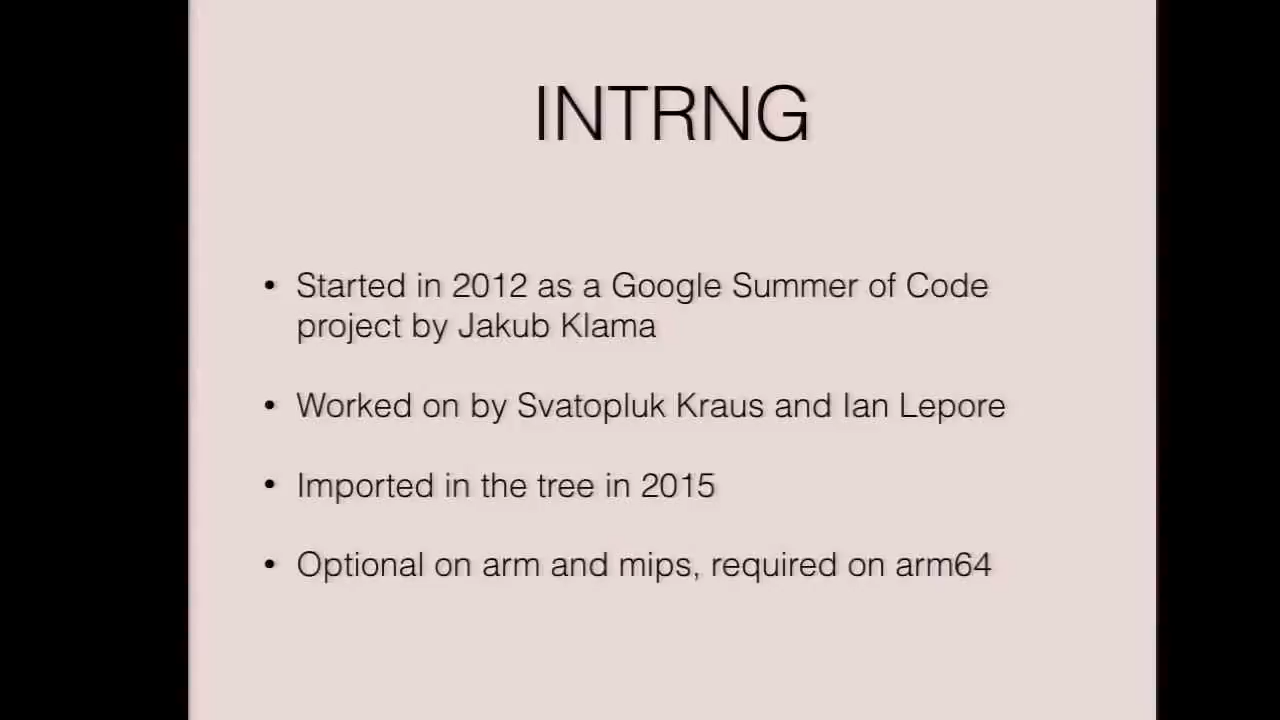 INTRNG
• Started in 2012 as a Google Summer of Code
project by Jakub Klama
• Worked on by Svatopluk Kraus and Ian Lepore
• Imported in the tree in 2015
• Optional on arm and mips, required on arm64